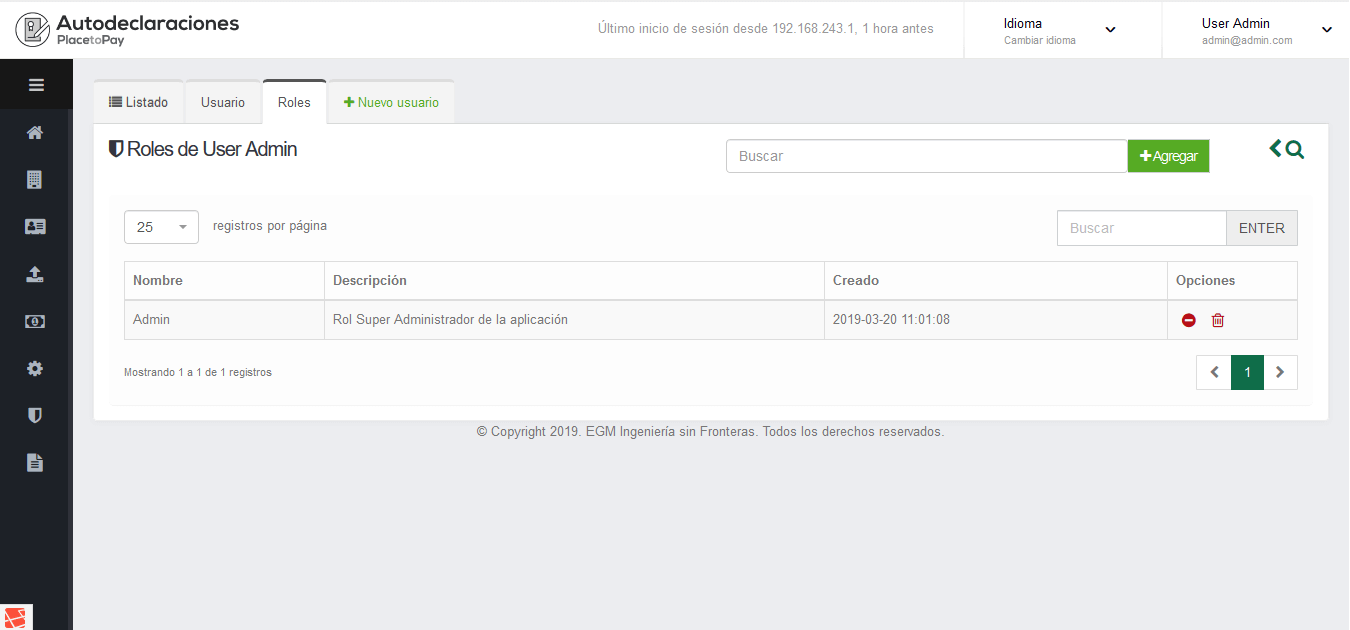 Autodeclaraciones
PlacetoPay
Último inicio de sesión desde 192.168.243.1, 1 hora antes
Idioma
Cambiar idioma
User Admin
admin@admin.com
Listado
Usuario
Roles
Nuevo usuario
Roles de User Admin
Buscar
Agregar
25
registros por página
Buscar
ENTER
Nombre
Descripción
Creado
Opciones
Admin
Rol Super Administrador de la aplicación
2019-03-20 11:01:08
Mostrando 1 a 1 de 1 registros
1
© Copyright 2019. EGM Ingeniería sin Fronteras. Todos los derechos reservados.